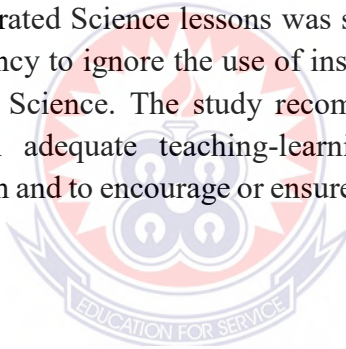 rated Science lessons was s
ncy to ignore the use of ins
Science. The study recom
adequate teaching-learni
n and to encourage or ensure
EDUCATION FOR SERVICE